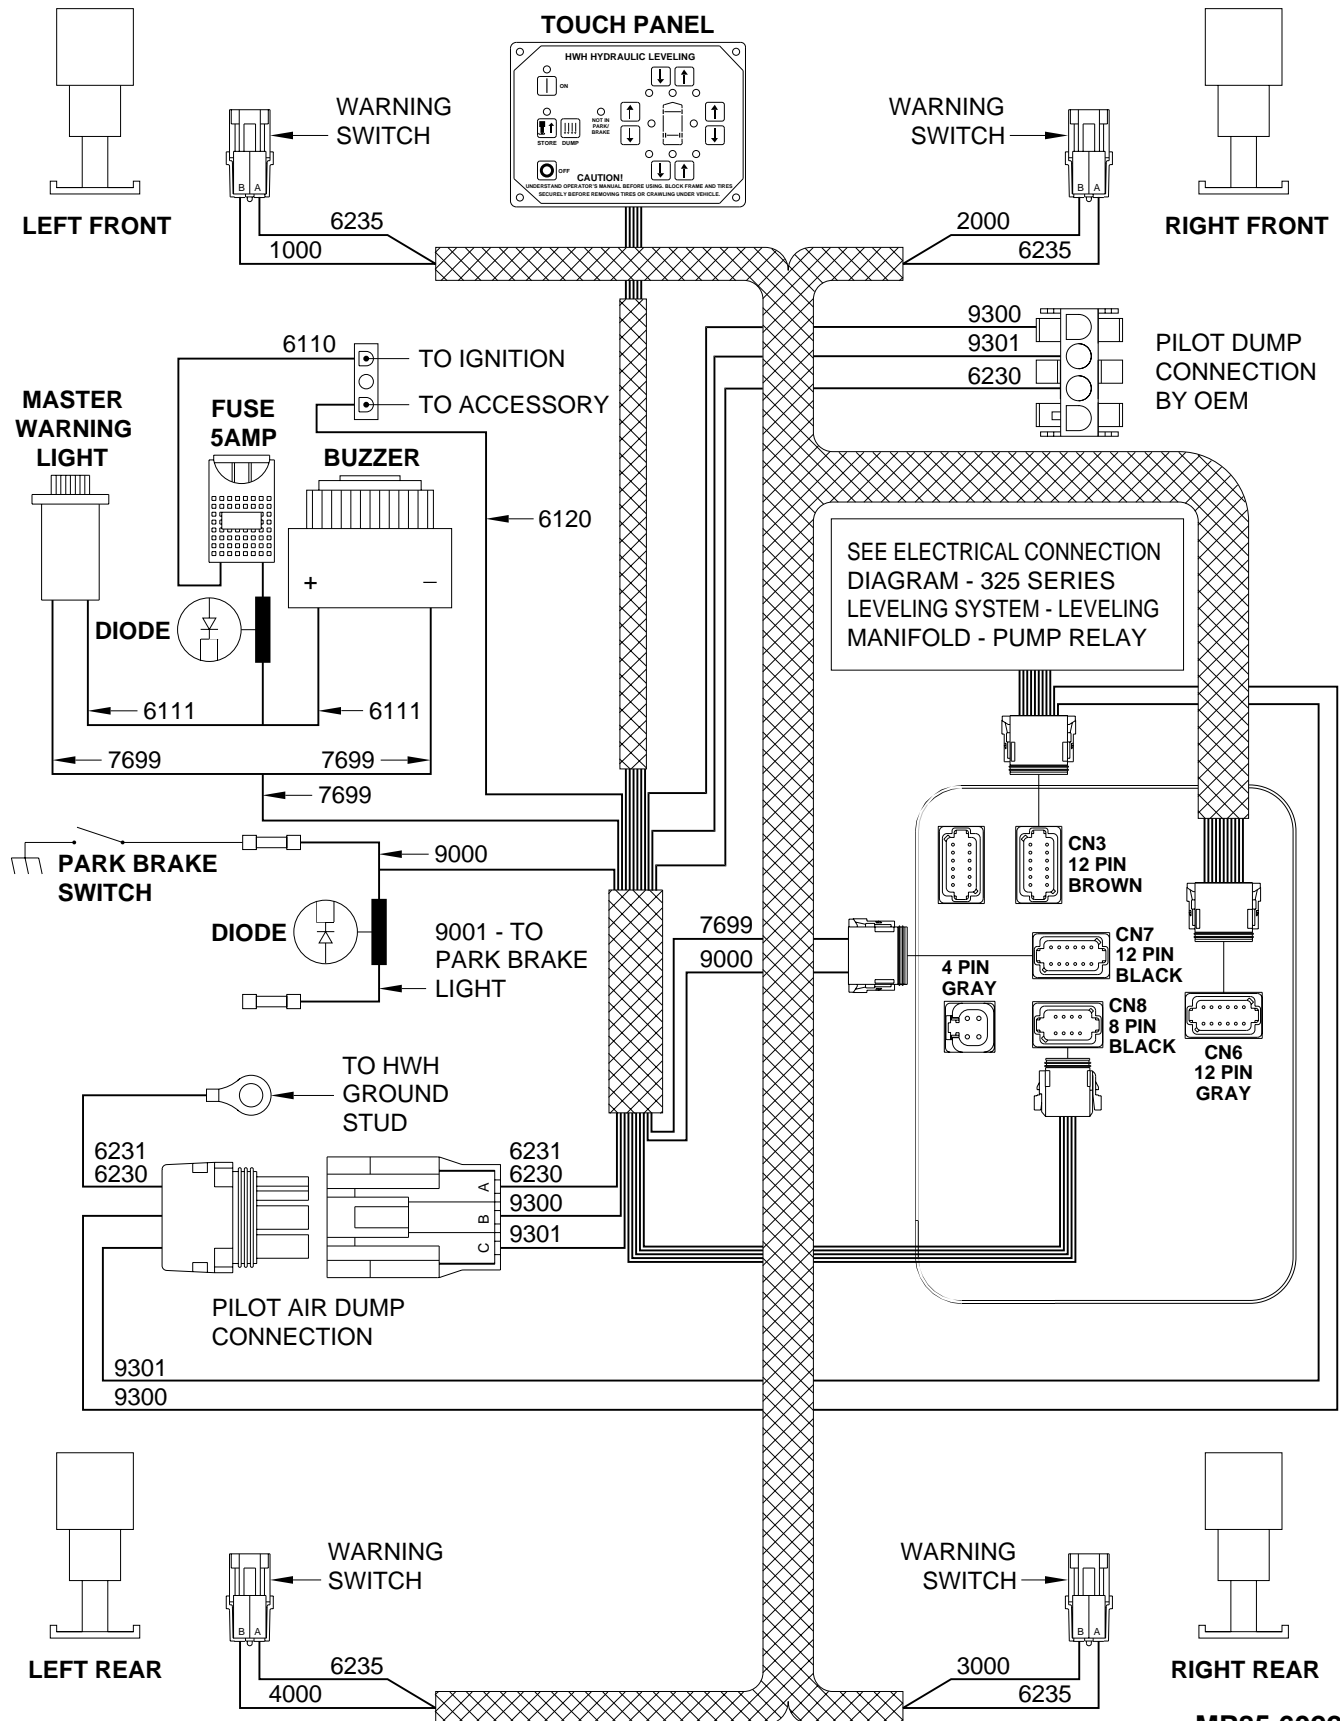 TOUCH PANEL
HWH HYDRAULIC LEVELING
ON
NOT IN
PARK/
BRAKE
STORE DUMP
OFF
CAUTION!
UNDERSTAND OPERATOR'S MANUAL BEFORE USING. BLOCK FRAME AND TIRES
SECURELY BEFORE REMOVING TIRES OR CRAWLING UNDER VEHICLE.
WARNING
SWITCH
B A
LEFT FRONT
6235
1000
WARNING
SWITCH
B A
RIGHT FRONT
2000
6235
9300
9301
6230
PILOT DUMP
CONNECTION
BY OEM
6110
TO IGNITION
TO ACCESSORY
MASTER
WARNING
LIGHT
FUSE
5AMP
BUZZER
+ −
6120
DIODE
6111
6111
7699
7699
7699
SEE ELECTRICAL CONNECTION
DIAGRAM - 325 SERIES
LEVELING SYSTEM - LEVELING
MANIFOLD - PUMP RELAY
PARK BRAKE
SWITCH
9000
DIODE
9001 - TO
PARK BRAKE
LIGHT
7699
9000
CN3
12 PIN
BROWN
CN7
12 PIN
BLACK
4 PIN
GRAY
CN8
8 PIN
BLACK
CN6
12 PIN
GRAY
TO HWH
GROUND
STUD
6231
6230
6231
6230
9300
9301
A
B
C
PILOT AIR DUMP
CONNECTION
9301
9300
WARNING
SWITCH
B A
LEFT REAR
6235
4000
WARNING
SWITCH
B A
RIGHT REAR
3000
6235